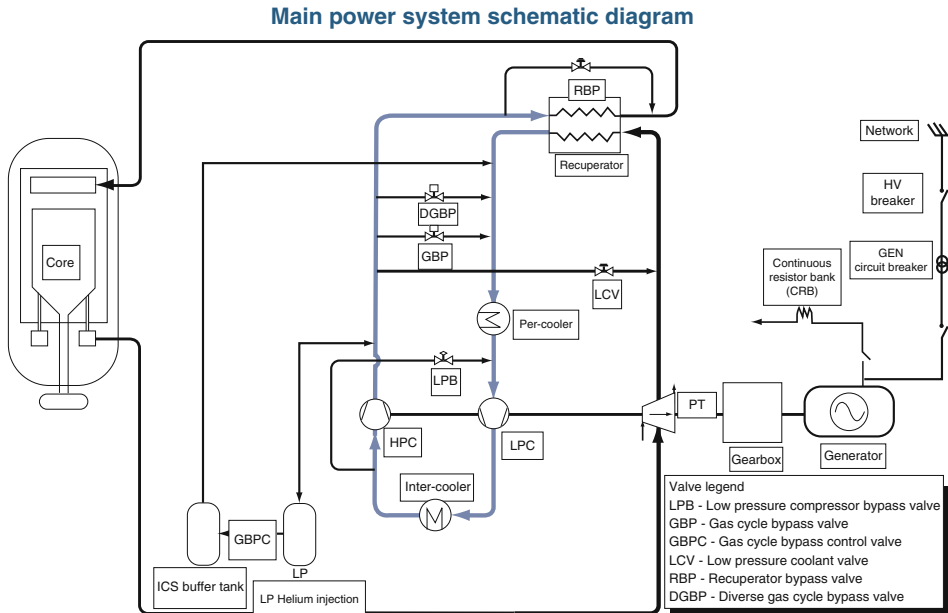 Main power system schematic diagram
RBP
Recuperator
Network
HV
breaker
DGBP
GBP
Core
Continuous
resistor bank
(CRB)
GEN
circuit breaker
LCV
Per-cooler
LPB
PT
HPC
LPC
Gearbox
Generator
Inter-cooler
GBPC
LP
ICS buffer tank
LP Helium injection
Valve legend
LPB - Low pressure compressor bypass valve
GBP - Gas cycle bypass valve
GBPC - Gas cycle bypass control valve
LCV - Low pressure coolant valve
RBP - Recuperator bypass valve
DGBP - Diverse gas cycle bypass valve